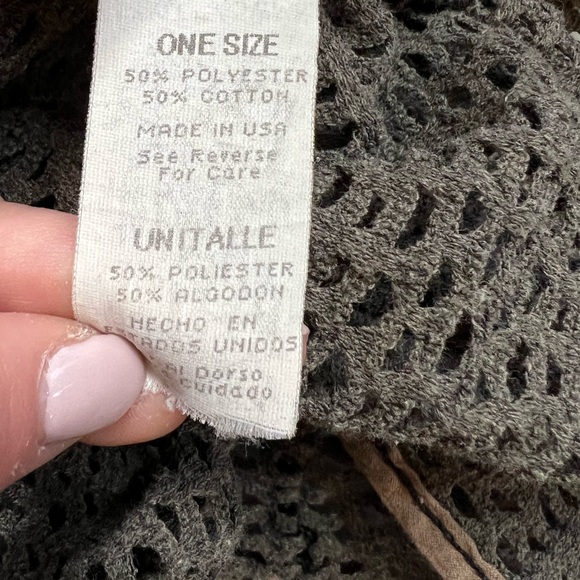 ONE SIZE
50% POLYESTER
50% COTTON
MADE IN USA
See Reverse
For Care
UNITALLE
50% POLIESTER
50% ALGODON
HECHO EN
UNIDOS
Dorso
cuidado